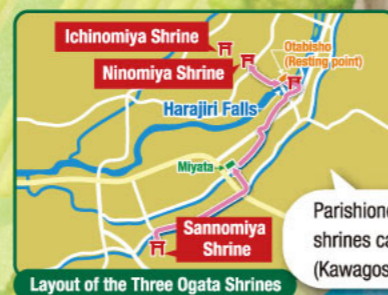 Ichinomiya Shrine
Ninomiya Shrine
Otabisho
(Resting point)
Harajiri Falls
Miyata
Sannomiya
Shrine
Layout of the Three Ogata Shrines
Parishione
shrines ca
(Kawagos